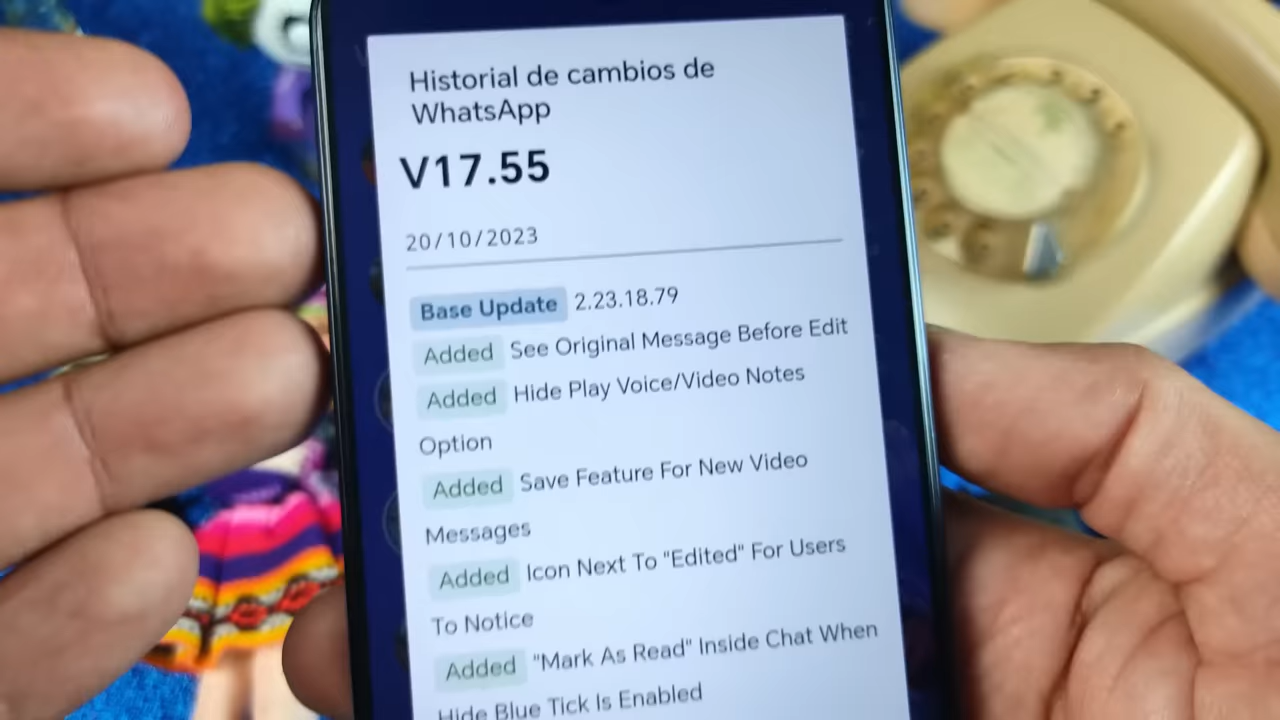 Historial de cambios de
WhatsApp
V17.55
20/10/2023
Base Update 2.23.18.79
Added See Original Message Before Edit
Added Hide Play Voice/Video Notes
Option
Added Save Feature For New Video
Messages
Added Icon Next To "Edited" For Users
To Notice
Added "Mark As Read" Inside Chat When
Hide Blue Tick Is Enabled